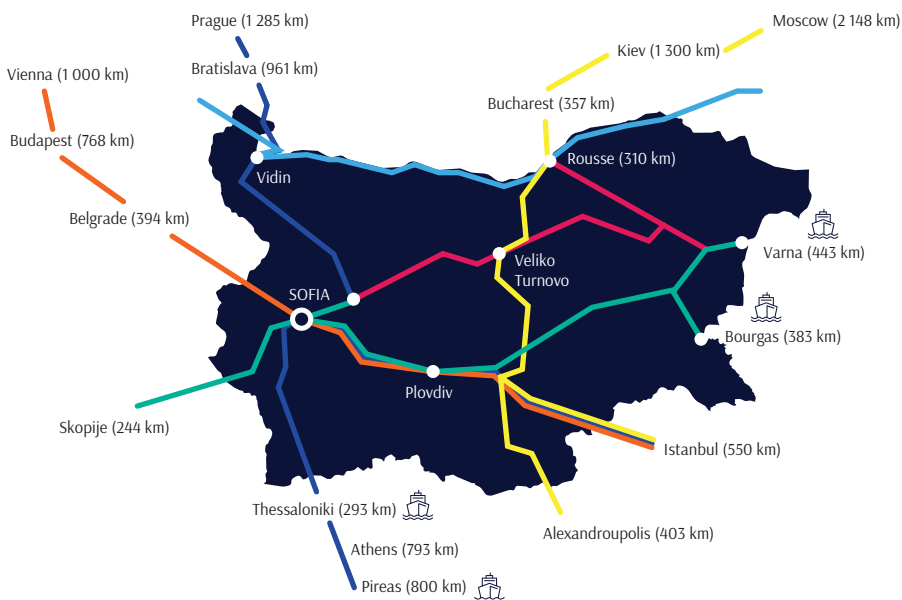 Prague (1 285 km)
Moscow (2 148 km)
Kiev (1 300 km)
Bratislava (961 km)
Vienna (1 000 km)
Bucharest (357 km)
Budapest (768 km)
Rousse (310 km)
Vidin
Belgrade (394 km)
Varna (443 km)
Veliko
Turnovo
SOFIA
Bourgas (383 km)
Plovdiv
Skopije (244 km)
Istanbul (550 km)
Thessaloniki (293 km)
Alexandroupolis (403 km)
Athens (793 km)
Pireas (800 km)